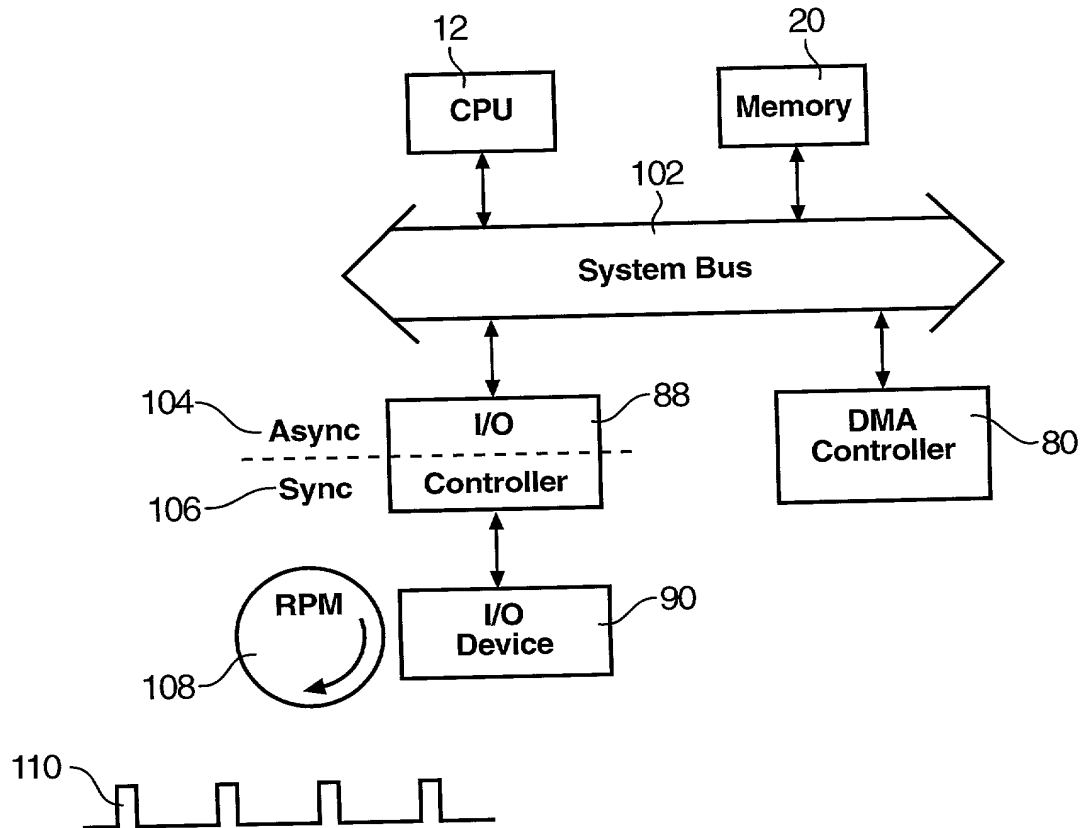 12
CPU
20
Memory
102
System Bus
104
Async
I/O
88
DMA
Controller
80
106
Sync
Controller
RPM
108
I/O
Device
90
110